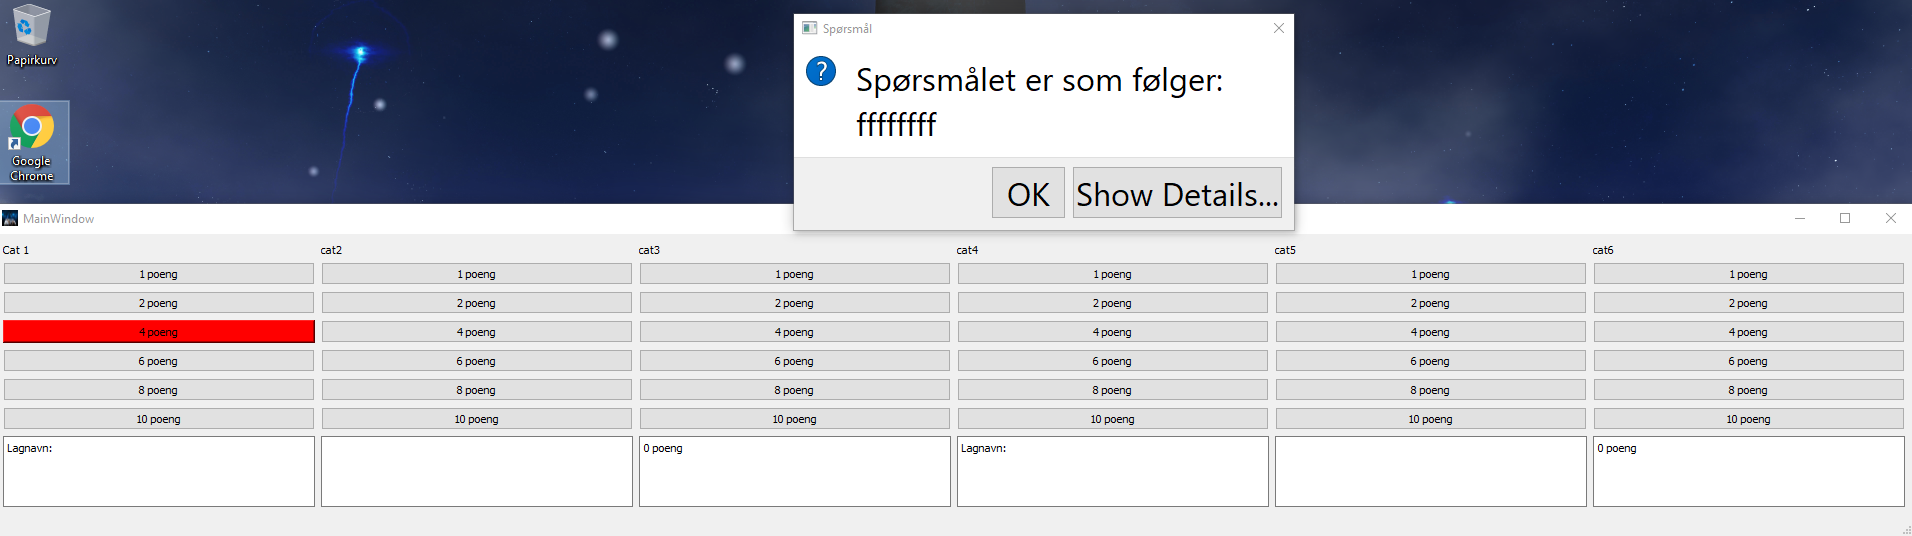 Papirkurv
Google
Chrome
Spørsmål
Spørsmålet er som følger:
ffffffff
OK
Show Details...
MainWindow
Cat 1 cat2 cat3 cat4 cat5 cat6
1 poeng 1 poeng 1 poeng 1 poeng 1 poeng 1 poeng
2 poeng 2 poeng 2 poeng 2 poeng 2 poeng 2 poeng
4 poeng 4 poeng 4 poeng 4 poeng 4 poeng 4 poeng
6 poeng 6 poeng 6 poeng 6 poeng 6 poeng 6 poeng
8 poeng 8 poeng 8 poeng 8 poeng 8 poeng 8 poeng
10 poeng 10 poeng 10 poeng 10 poeng 10 poeng 10 poeng
Lagnavn: 0 poeng Lagnavn: 0 poeng